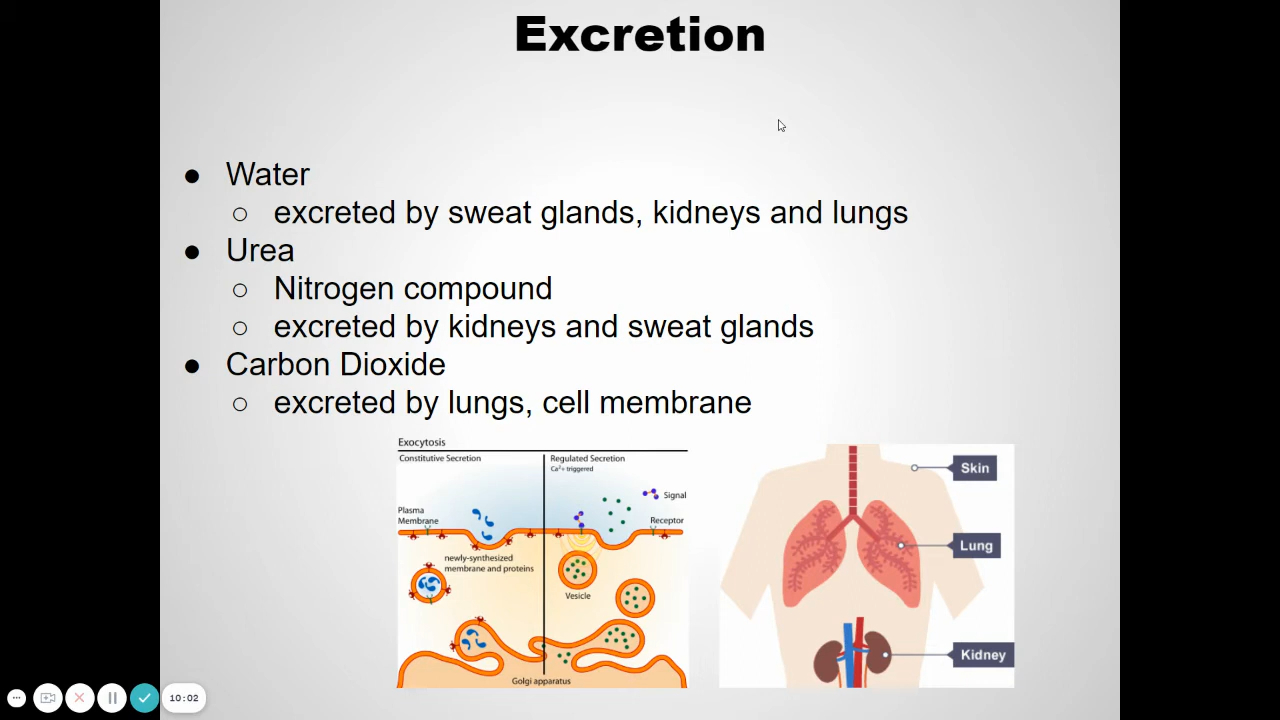 Excretion
● Water
○ excreted by sweat glands, kidneys and lungs
● Urea
○ Nitrogen compound
○ excreted by kidneys and sweat glands
● Carbon Dioxide
○ excreted by lungs, cell membrane
Exocytosis
Constitutive Secretion
Regulated Secretion
Ca²+ triggered
Signal
Plasma
Membrane
Receptor
newly-synthesized
membrane and proteins
Vesicle
Golgi apparatus
Skin
Lung
Kidney
10:02